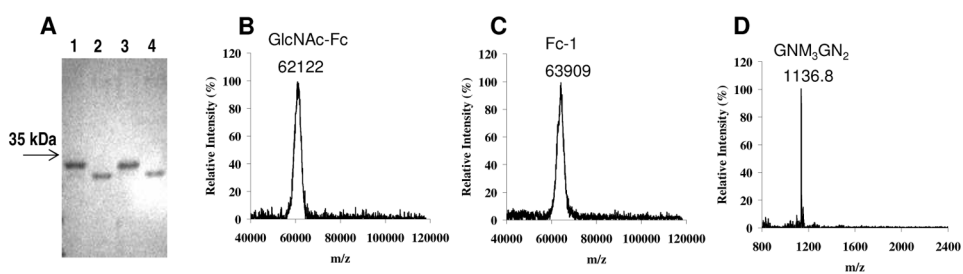 A
1 2 3 4
35 kDa
B
GlcNAc-Fc
62122
Relative Intensity (%)
120
100
80
60
40
20
0
40000 60000 80000 100000 120000
m/z
C
Fc-1
63909
Relative Intensity (%)
120
100
80
60
40
20
0
40000 60000 80000 100000 120000
m/z
D
GNM₃GN₂
1136.8
Relative Intensity (%)
120
100
80
60
40
20
0
800 1200 1600 2000 2400
m/z